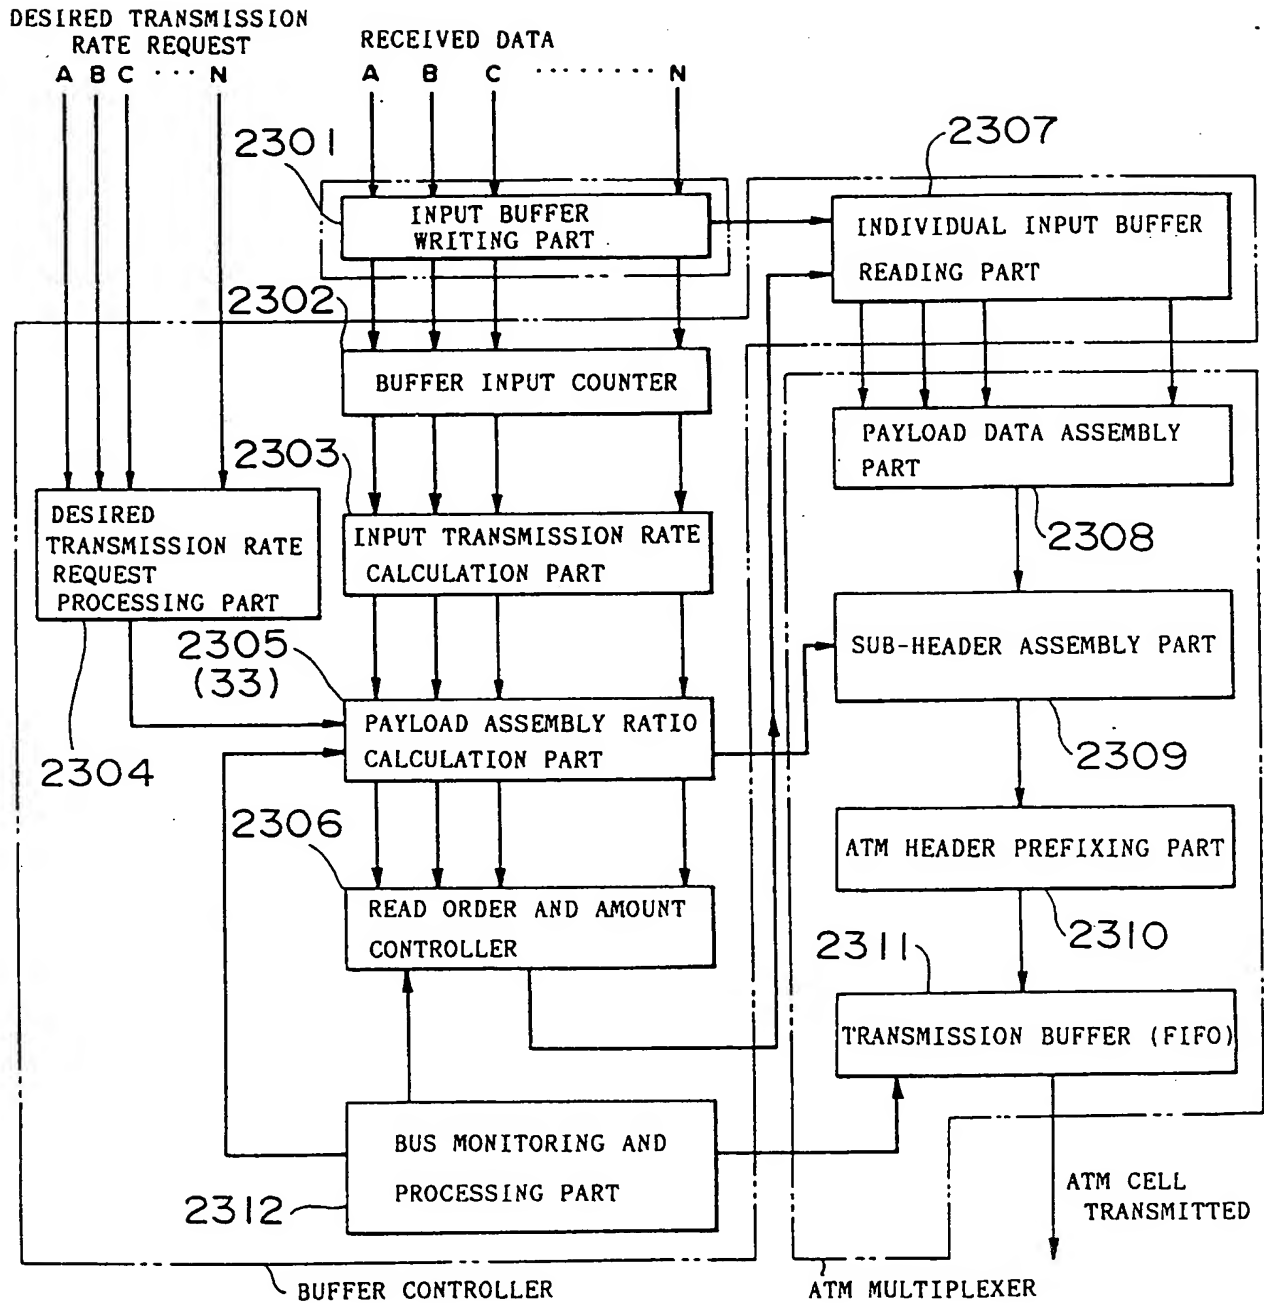 DESIRED TRANSMISSION
RATE REQUEST
A B C ··· N
RECEIVED DATA
A B C ········· N
2301
INPUT BUFFER
WRITING PART
2307
INDIVIDUAL INPUT BUFFER
READING PART
2302
BUFFER INPUT COUNTER
PAYLOAD DATA ASSEMBLY
PART
2308
2303
INPUT TRANSMISSION RATE
CALCULATION PART
DESIRED
TRANSMISSION RATE
REQUEST
PROCESSING PART
2304
2305
(33)
PAYLOAD ASSEMBLY RATIO
CALCULATION PART
SUB-HEADER ASSEMBLY PART
2309
2306
READ ORDER AND AMOUNT
CONTROLLER
ATM HEADER PREFIXING PART
2310
2311
TRANSMISSION BUFFER (FIFO)
BUS MONITORING AND
PROCESSING PART
2312
ATM CELL
TRANSMITTED
BUFFER CONTROLLER
ATM MULTIPLEXER